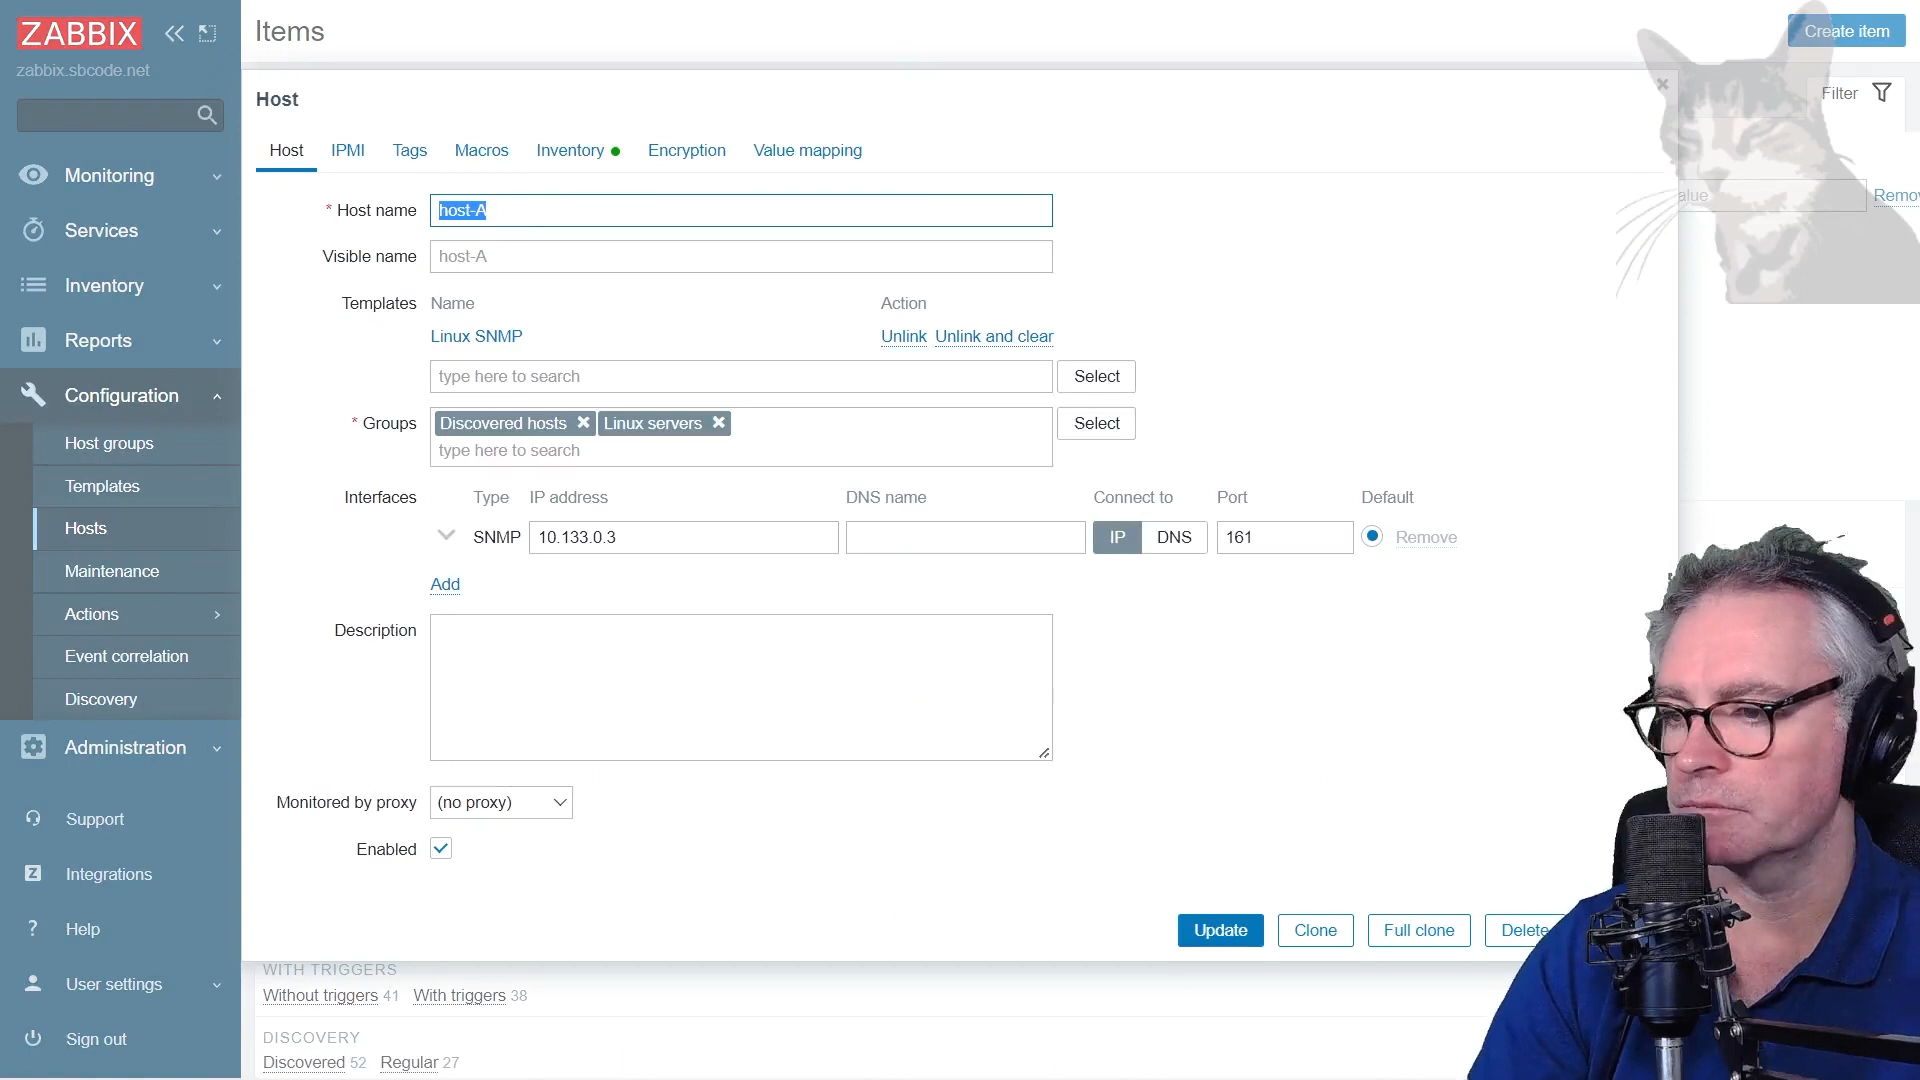 ZABBIX
zabbix.sbcode.net
Monitoring
Services
Inventory
Reports
Configuration
Host groups
Templates
Hosts
Maintenance
Actions
Event correlation
Discovery
Administration
Support
Integrations
Help
User settings
Sign out
Items
Create item
Filter
Host
Host IPMI Tags Macros Inventory Encryption Value mapping
* Host name host-A
Visible name host-A
Templates Name Action
Linux SNMP Unlink Unlink and clear
type here to search Select
* Groups Discovered hosts Linux servers Select
type here to search
Interfaces Type IP address DNS name Connect to Port Default
SNMP 10.133.0.3 IP DNS 161 Remove
Add
Description
Monitored by proxy (no proxy)
Enabled
Update Clone Full clone Delete
WITH TRIGGERS
Without triggers 41 With triggers 38
DISCOVERY
Discovered 52 Regular 27